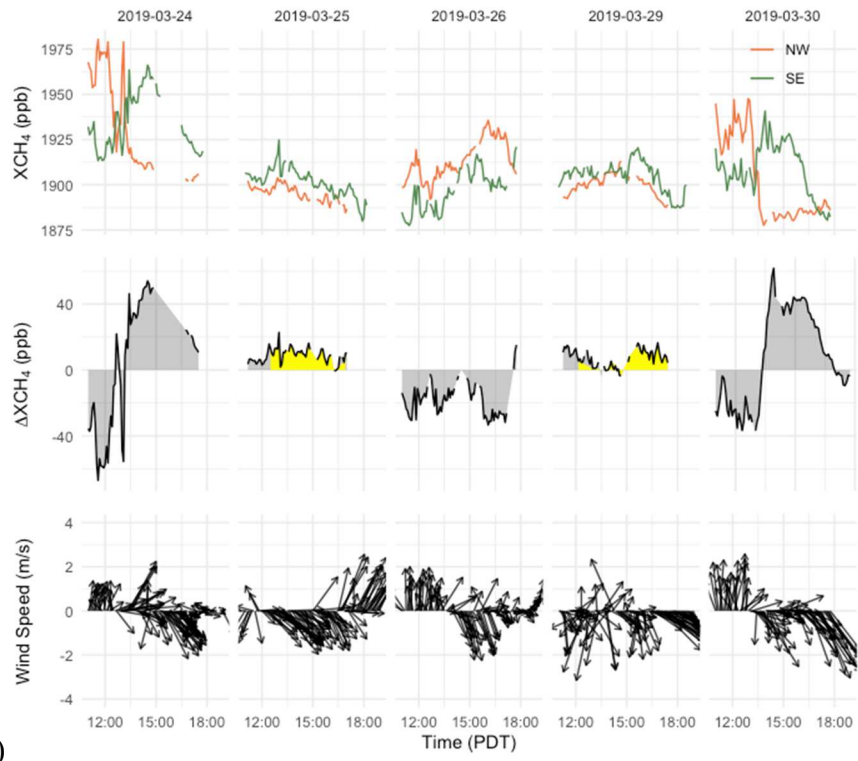 2019-03-24 2019-03-25 2019-03-26 2019-03-29 2019-03-30
XCH₄ (ppb)
1975
1950
1925
1900
1875
NW
SE
ΔXCH₄ (ppb)
40
0
-40
Wind Speed (m/s)
4
2
0
-2
-4
12:00 15:00 18:00 12:00 15:00 18:00 12:00 15:00 18:00 12:00 15:00 18:00 12:00 15:00 18:00
Time (PDT)
)